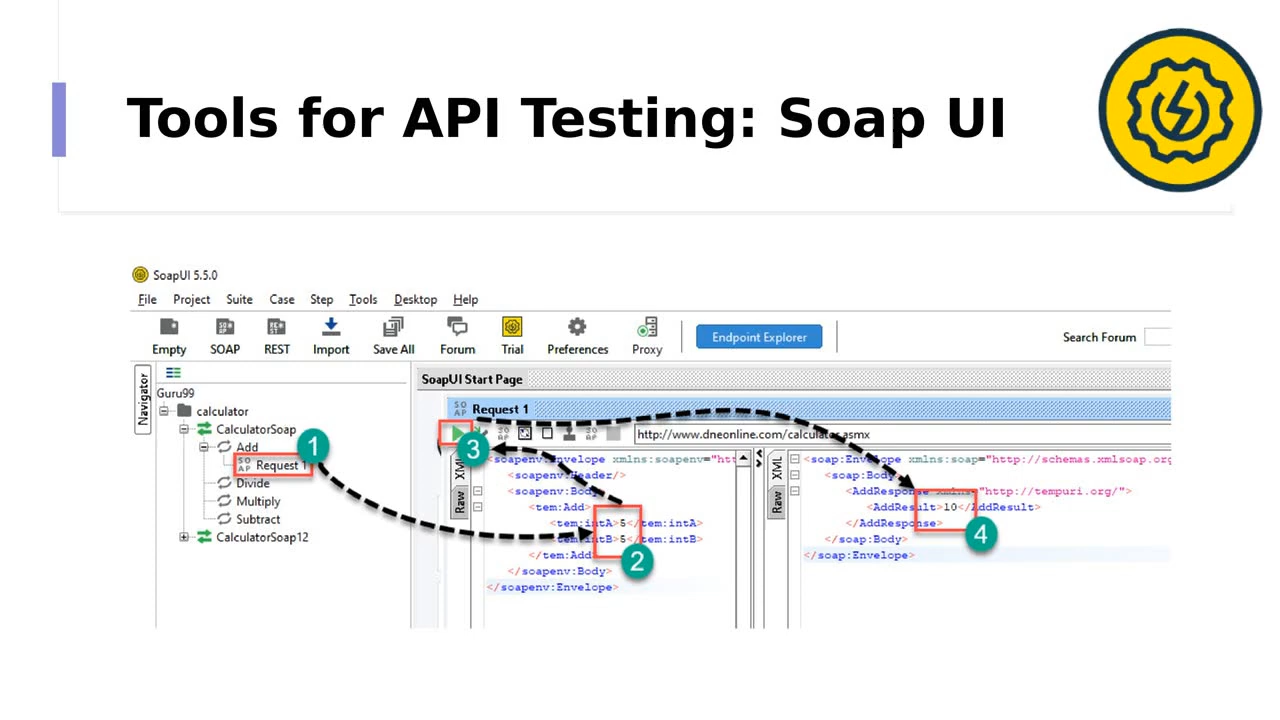 Tools for API Testing: Soap UI
SoapUI 5.5.0
File Project Suite Case Step Tools Desktop Help
Empty SOAP REST Import Save All Forum Trial Preferences Proxy
Endpoint Explorer
Search Forum
Navigator
Guru99
calculator
CalculatorSoap
Add
Request 1
Divide
Multiply
Subtract
CalculatorSoap12
1
SoapUI Start Page
Request 1
3
http://www.dneonline.com/calculator.asmx
XML
Raw
<soapenv:Envelope xmlns:soapenv="htt
<soapenv:Header/>
<soapenv:Body>
<tem:Add>
<tem:intA>5</tem:intA>
<tem:intB>5</tem:intB>
</tem:Add>
</soapenv:Body>
</soapenv:Envelope>
2
XML
Raw
<soap:Envelope xmlns:soap="http://schemas.xmlsoap.org
<soap:Body>
<AddResponse xmlns="http://tempuri.org/">
<AddResult>10</AddResult>
</AddResponse>
</soap:Body>
</soap:Envelope>
4